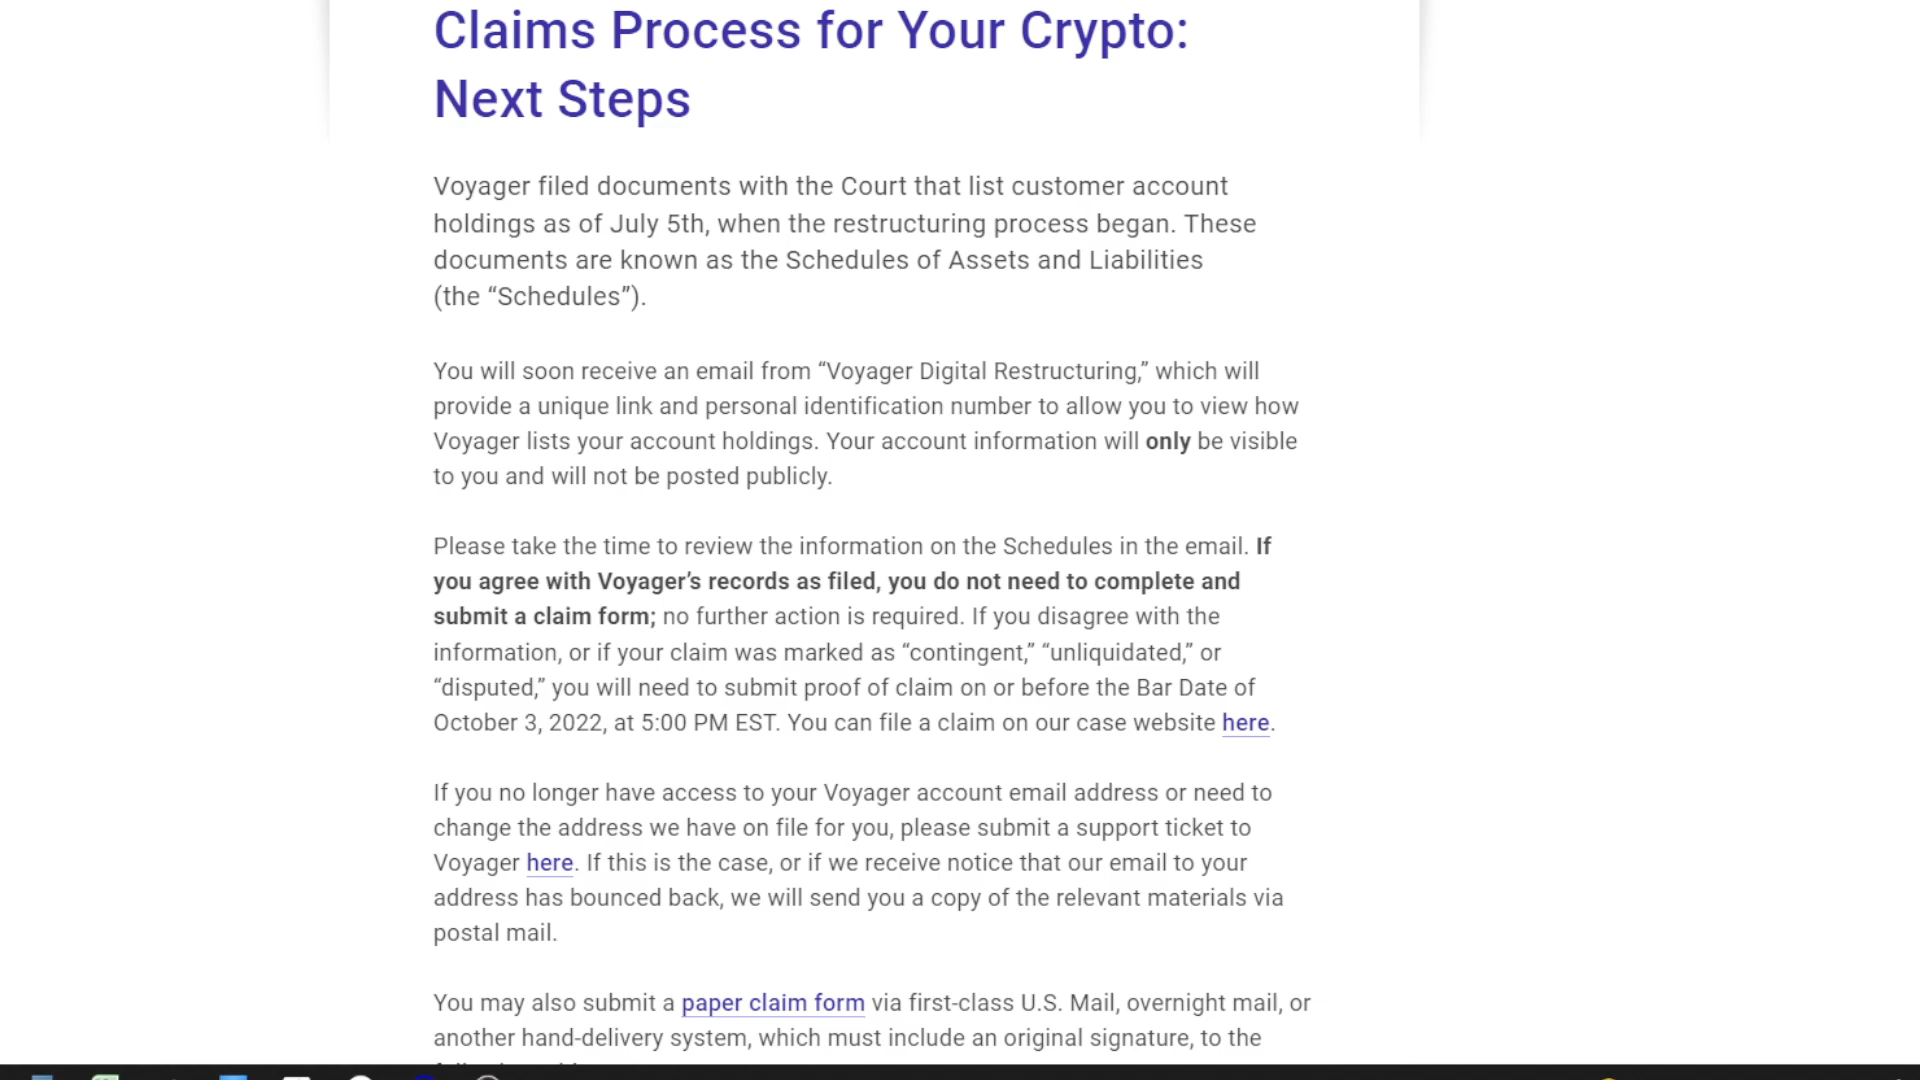 Claims Process for Your Crypto:
Next Steps
Voyager filed documents with the Court that list customer account
holdings as of July 5th, when the restructuring process began. These
documents are known as the Schedules of Assets and Liabilities
(the “Schedules”).
You will soon receive an email from “Voyager Digital Restructuring,” which will
provide a unique link and personal identification number to allow you to view how
Voyager lists your account holdings. Your account information will only be visible
to you and will not be posted publicly.
Please take the time to review the information on the Schedules in the email. If
you agree with Voyager’s records as filed, you do not need to complete and
submit a claim form; no further action is required. If you disagree with the
information, or if your claim was marked as “contingent,” “unliquidated,” or
“disputed,” you will need to submit proof of claim on or before the Bar Date of
October 3, 2022, at 5:00 PM EST. You can file a claim on our case website here.
If you no longer have access to your Voyager account email address or need to
change the address we have on file for you, please submit a support ticket to
Voyager here. If this is the case, or if we receive notice that our email to your
address has bounced back, we will send you a copy of the relevant materials via
postal mail.
You may also submit a paper claim form via first-class U.S. Mail, overnight mail, or
another hand-delivery system, which must include an original signature, to the